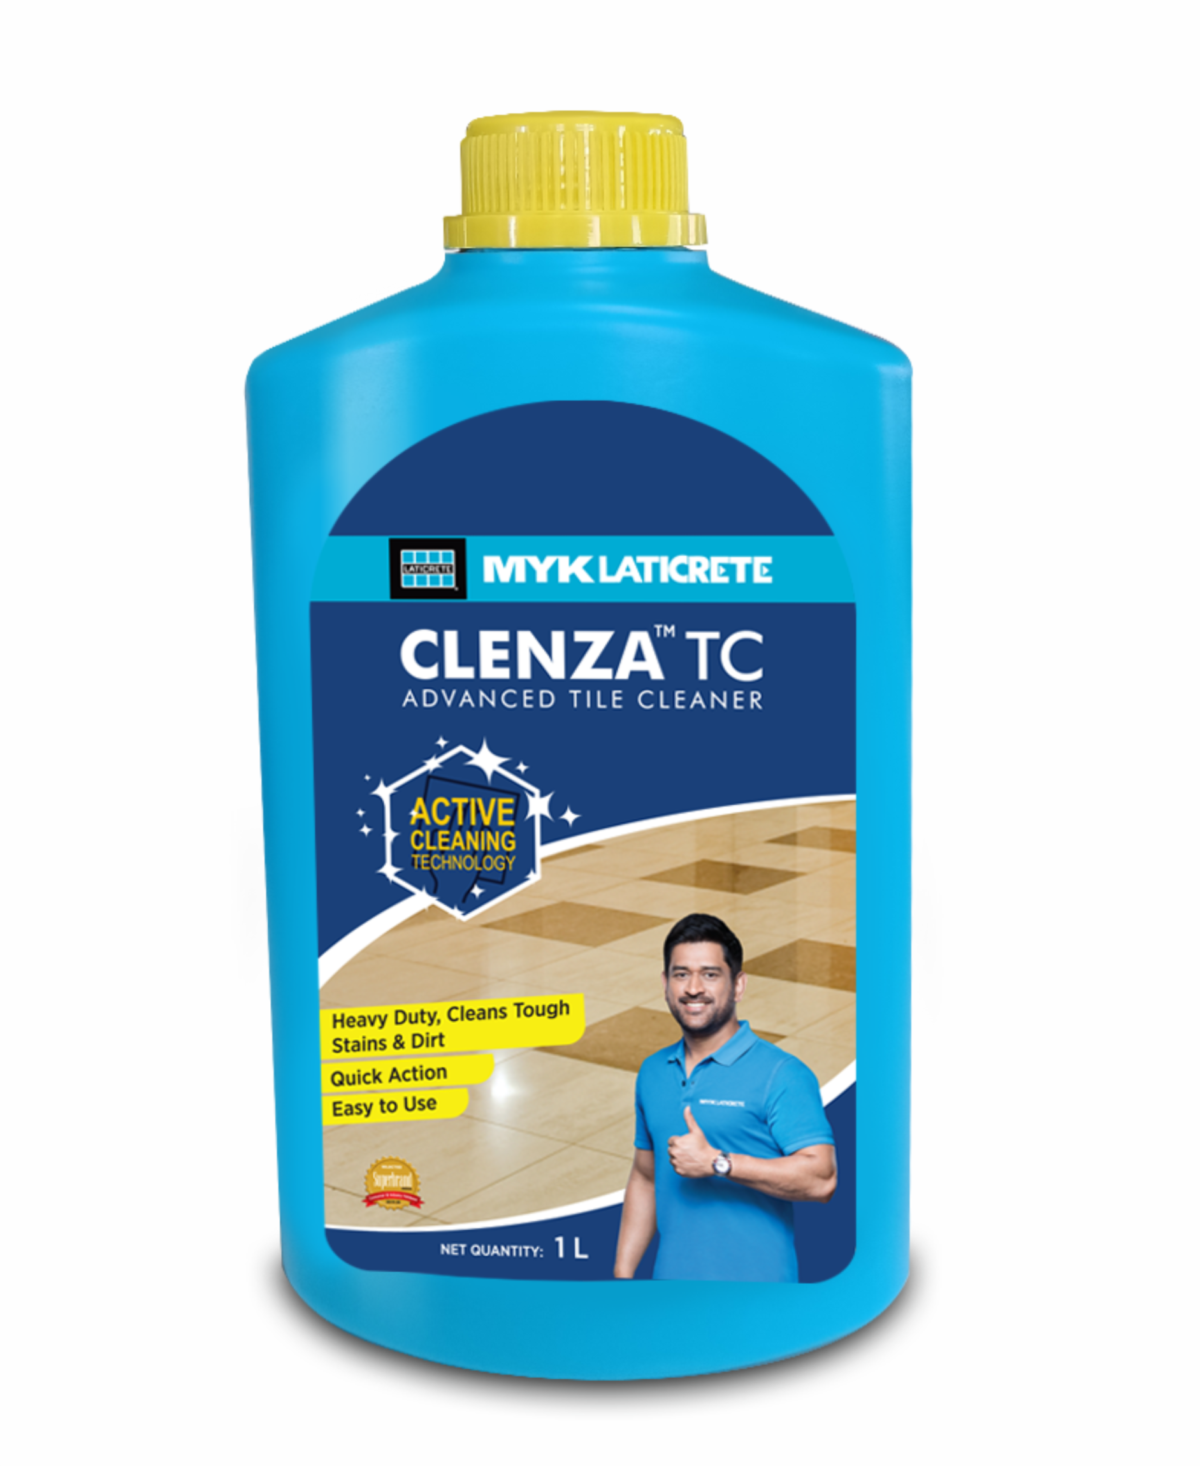 LATICRETE
MYK LATICRETE
CLENZA™ TC
ADVANCED TILE CLEANER
ACTIVE
CLEANING
TECHNOLOGY
Heavy Duty, Cleans Tough
Stains & Dirt
Quick Action
Easy to Use
MYK LATICRETE
Superbrand
NET QUANTITY: 1 L